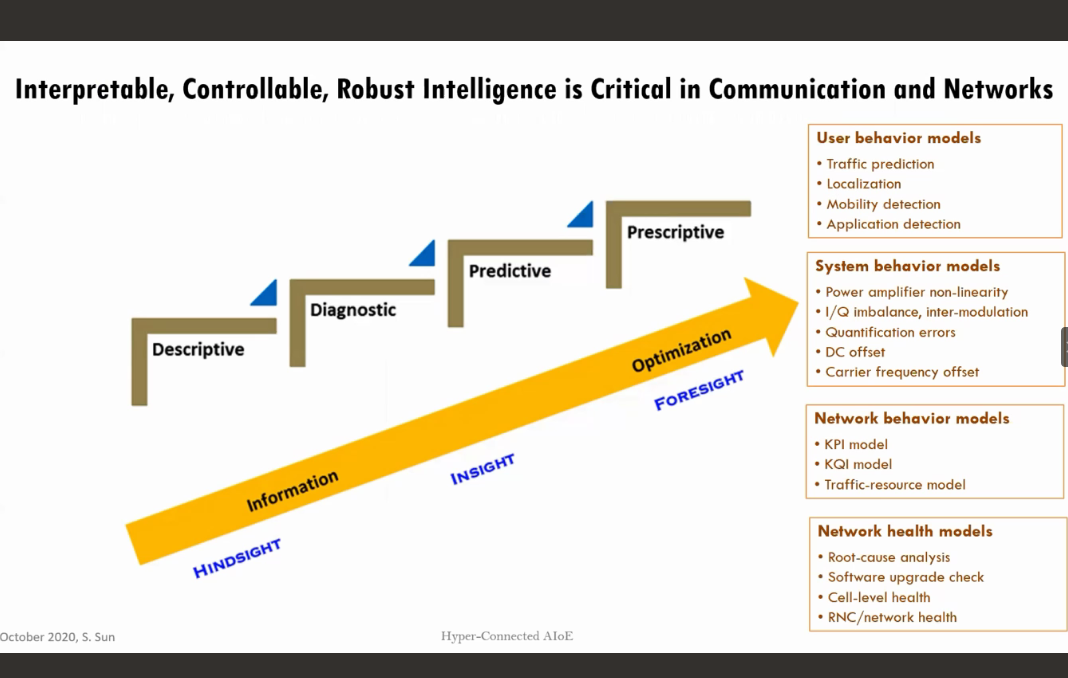 Interpretable, Controllable, Robust Intelligence is Critical in Communication and Networks
Descriptive
Diagnostic
Predictive
Prescriptive
Information
Optimization
HINDSIGHT
INSIGHT
FORESIGHT
User behavior models
• Traffic prediction
• Localization
• Mobility detection
• Application detection
System behavior models
• Power amplifier non-linearity
• I/Q imbalance, inter-modulation
• Quantification errors
• DC offset
• Carrier frequency offset
Network behavior models
• KPI model
• KQI model
• Traffic-resource model
Network health models
• Root-cause analysis
• Software upgrade check
• Cell-level health
• RNC/network health
October 2020, S. Sun
Hyper-Connected AIoE